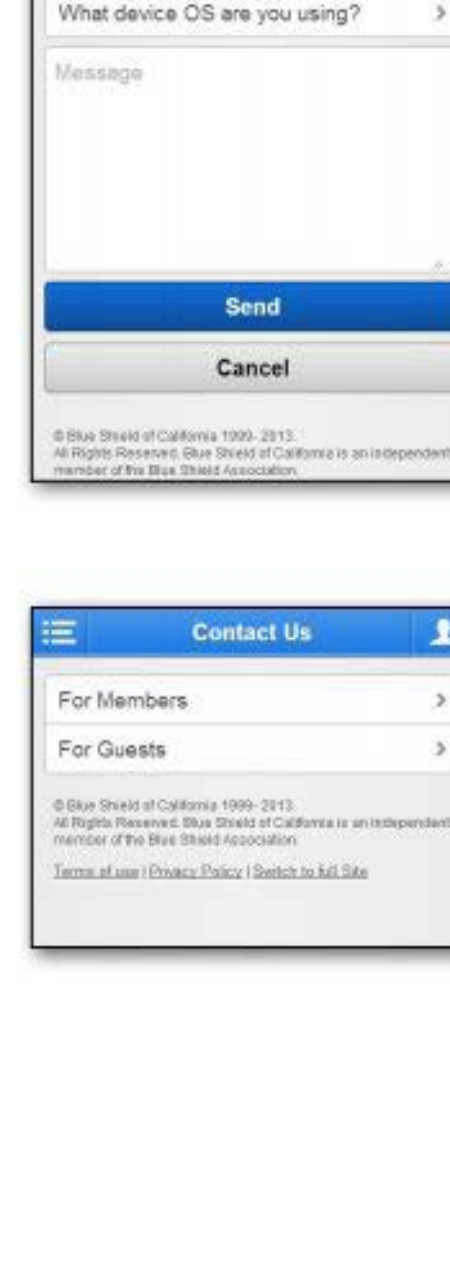 What device OS are you using?
Message
Send
Cancel
© Blue Shield of California 1999- 2013.
All Rights Reserved. Blue Shield of California is an independent
member of the Blue Shield Association.
Contact Us
For Members
For Guests
© Blue Shield of California 1999- 2013.
All Rights Reserved. Blue Shield of California is an independent
member of the Blue Shield Association.
Terms of use | Privacy Policy | Switch to full Site